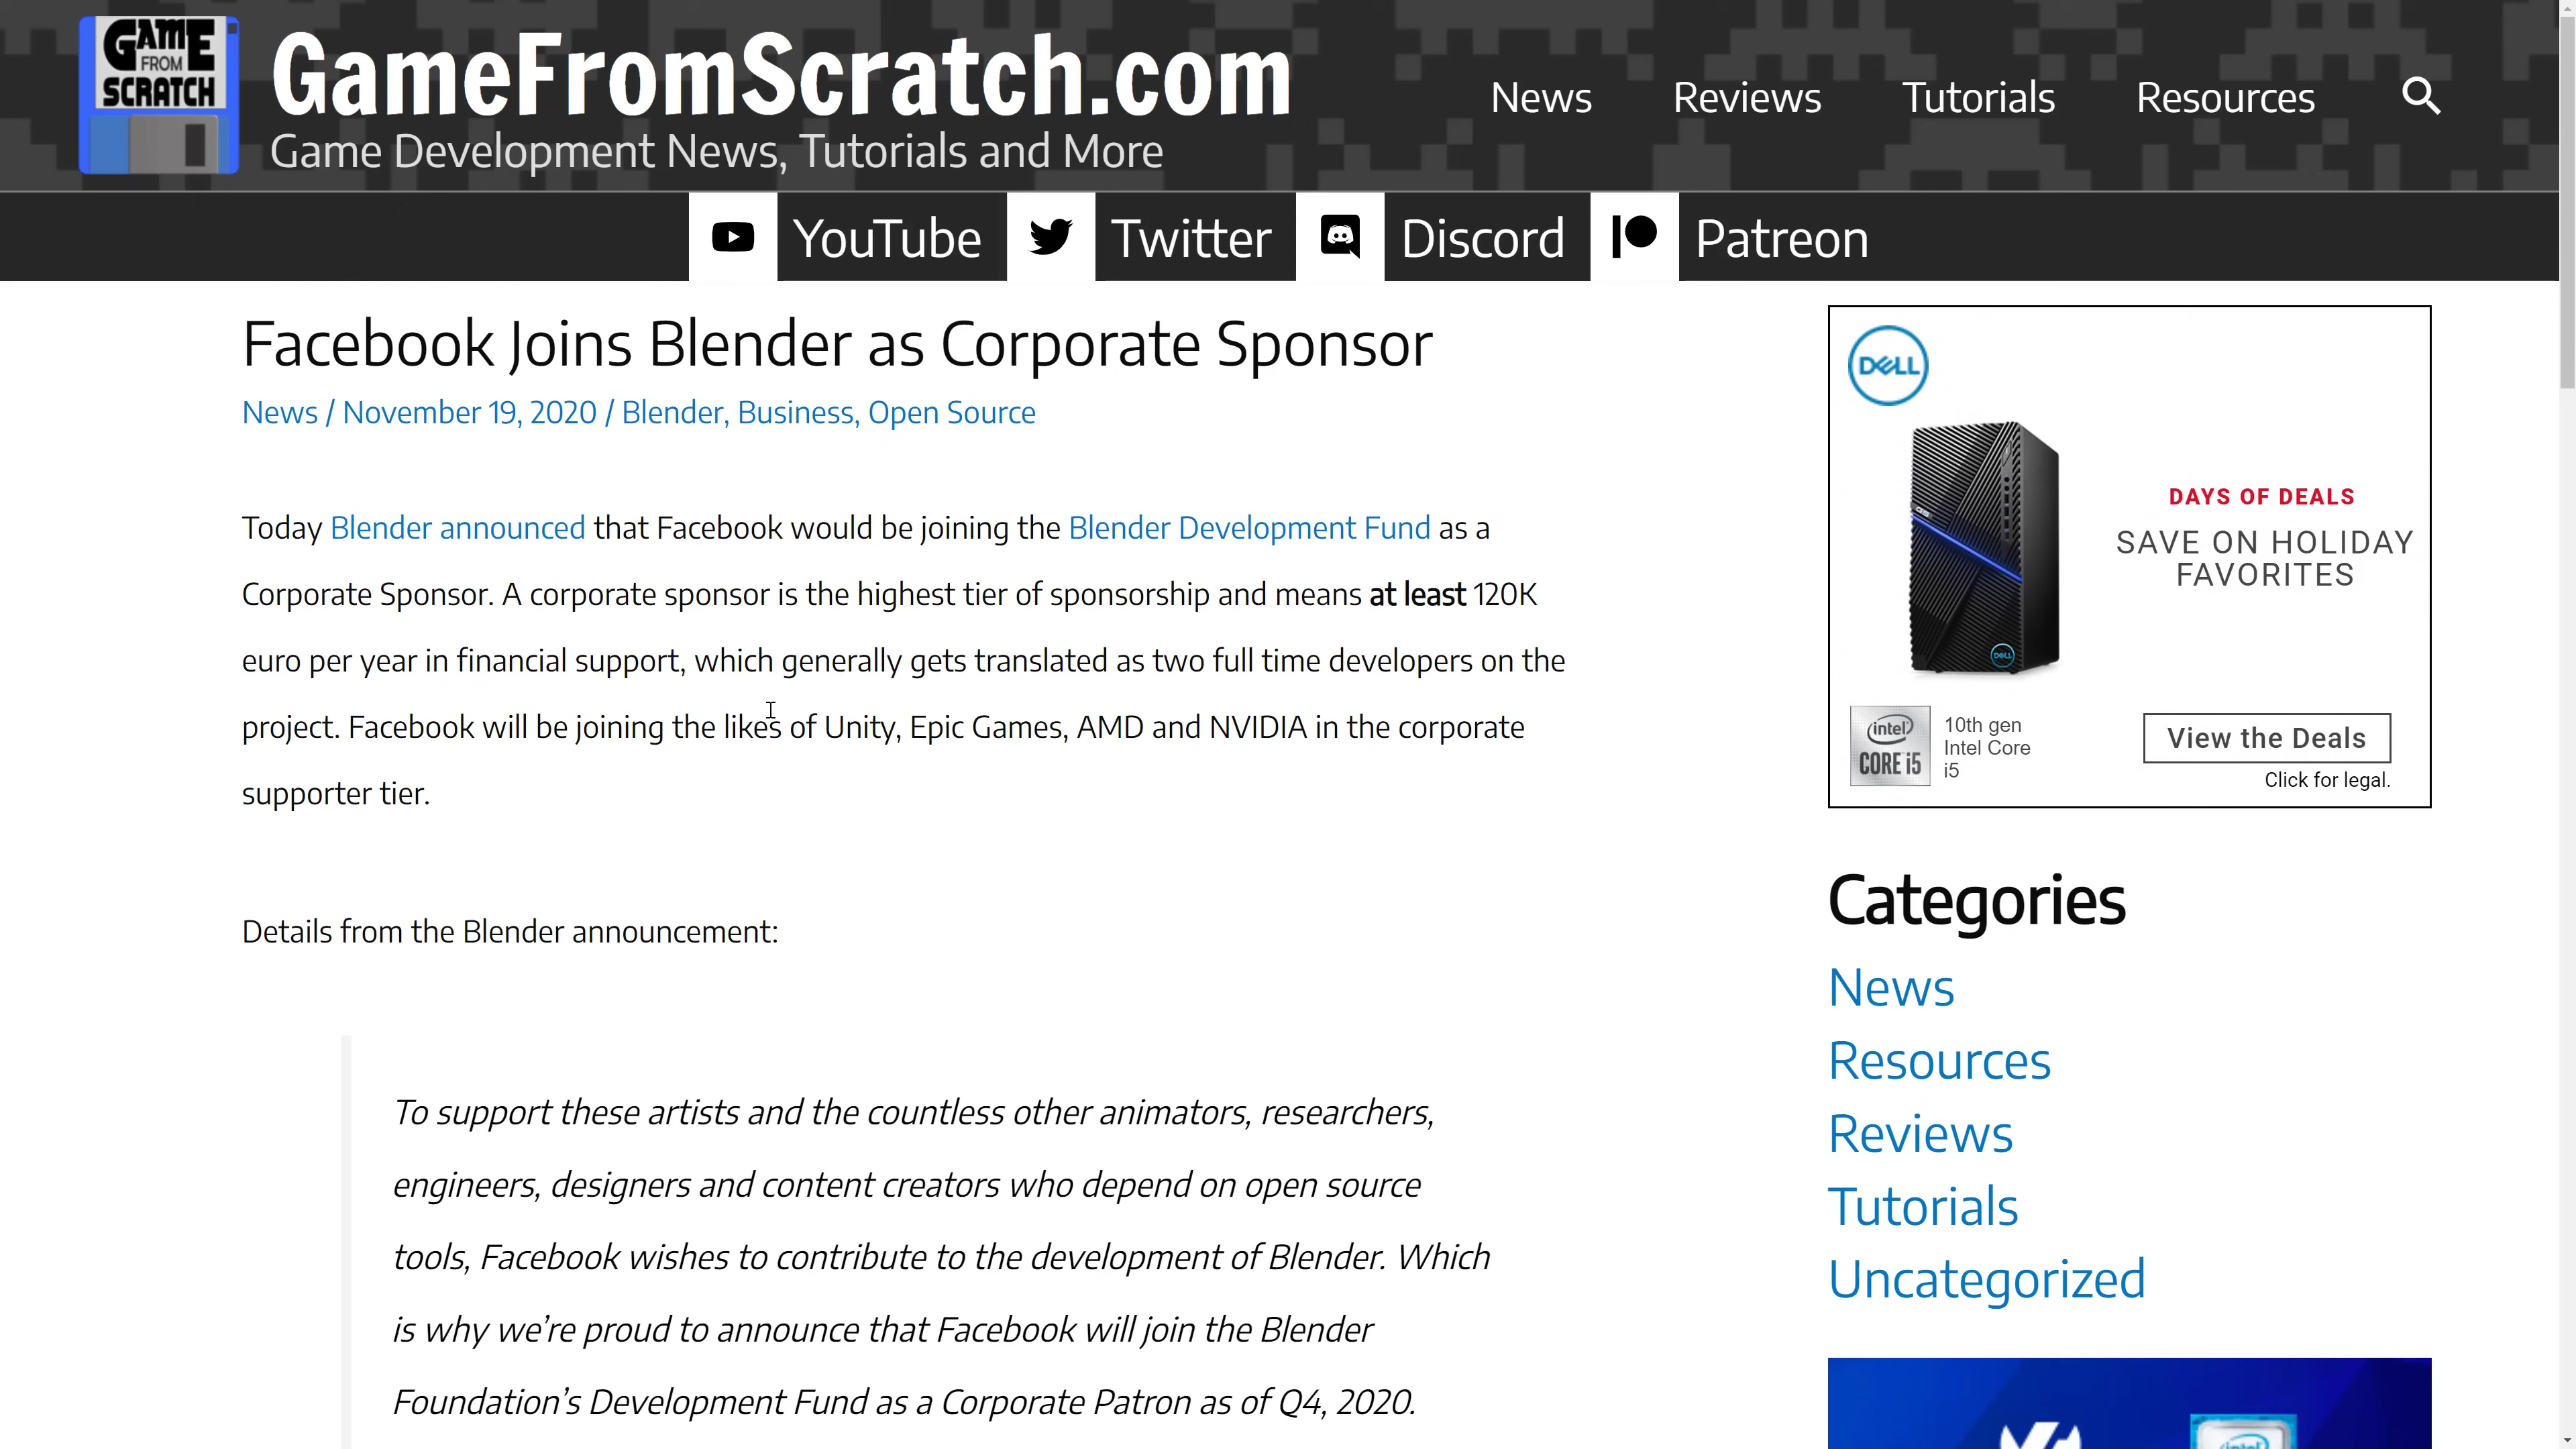 GAME
FROM
SCRATCH
GameFromScratch.com
Game Development News, Tutorials and More
News
Reviews
Tutorials
Resources
YouTube
Twitter
Discord
Patreon
Facebook Joins Blender as Corporate Sponsor
News / November 19, 2020 / Blender, Business, Open Source
Today Blender announced that Facebook would be joining the Blender Development Fund as a
Corporate Sponsor. A corporate sponsor is the highest tier of sponsorship and means at least 120K
euro per year in financial support, which generally gets translated as two full time developers on the
project. Facebook will be joining the likes of Unity, Epic Games, AMD and NVIDIA in the corporate
supporter tier.
Details from the Blender announcement:
To support these artists and the countless other animators, researchers,
engineers, designers and content creators who depend on open source
tools, Facebook wishes to contribute to the development of Blender. Which
is why we’re proud to announce that Facebook will join the Blender
Foundation’s Development Fund as a Corporate Patron as of Q4, 2020.
DELL
DAYS OF DEALS
SAVE ON HOLIDAY
FAVORITES
DELL
intel
CORE i5
10th gen
Intel Core
i5
View the Deals
Click for legal.
Categories
News
Resources
Reviews
Tutorials
Uncategorized
intel